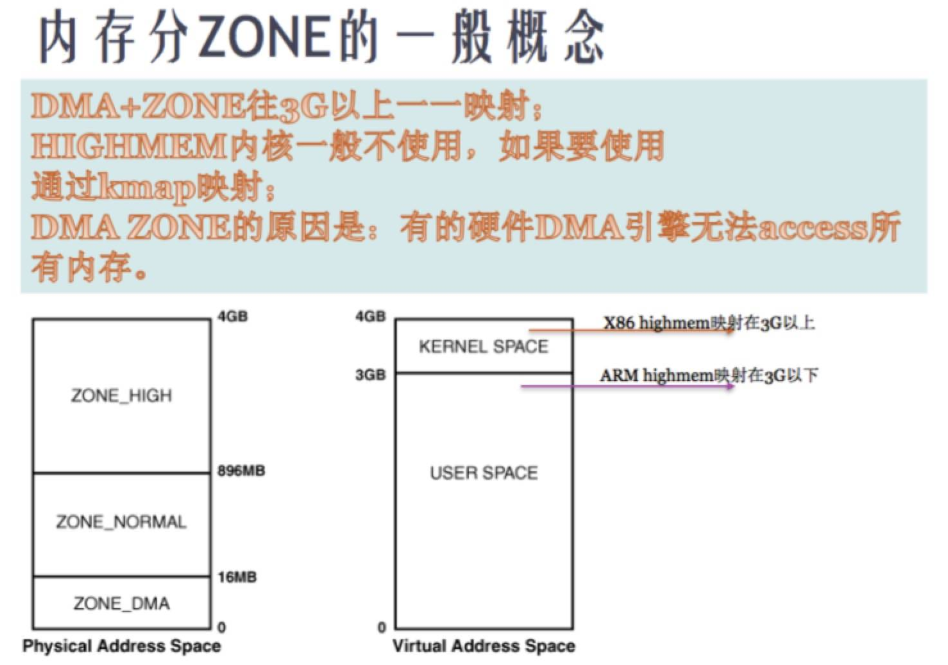 内存分ZONE的一般概念
DMA+ZONE往3G以上一一映射；
HIGHMEM内核一般不使用，如果要使用
通过kmap映射；
DMA ZONE的原因是：有的硬件DMA引擎无法access所
有内存。
4GB
ZONE_HIGH
896MB
ZONE_NORMAL
16MB
ZONE_DMA
0
Physical Address Space
4GB
KERNEL SPACE
3GB
USER SPACE
0
Virtual Address Space
X86 highmem映射在3G以上
ARM highmem映射在3G以下